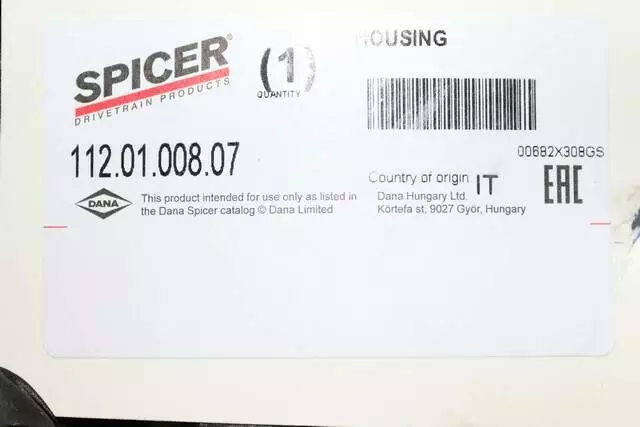 SPICER®
DRIVETRAIN PRODUCTS
(1)
QUANTITY
HOUSING
00682X308GS
112.01.008.07
Country of origin IT
EAC
DANA
This product intended for use only as listed in
the Dana Spicer catalog © Dana Limited
Dana Hungary Ltd.
Körtefa st, 9027 Győr, Hungary